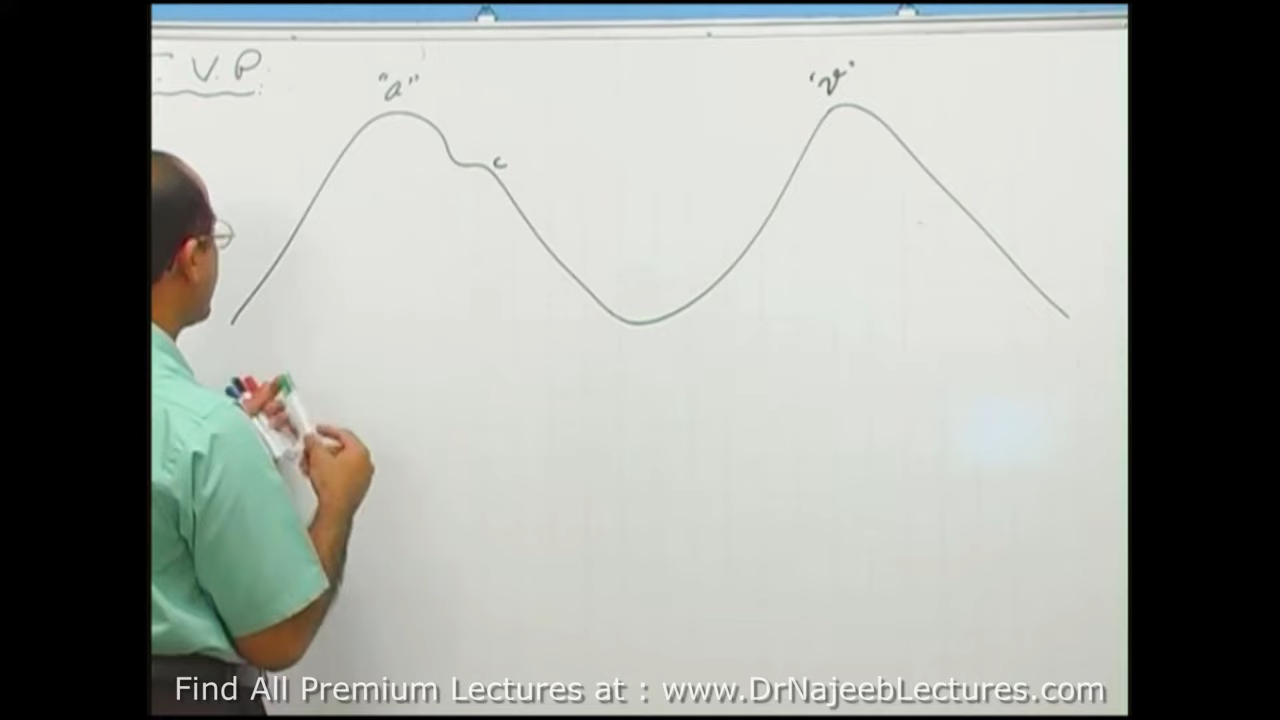 . V. P.
"a"
"v"
c
Find All Premium Lectures at : www.DrNajeebLectures.com